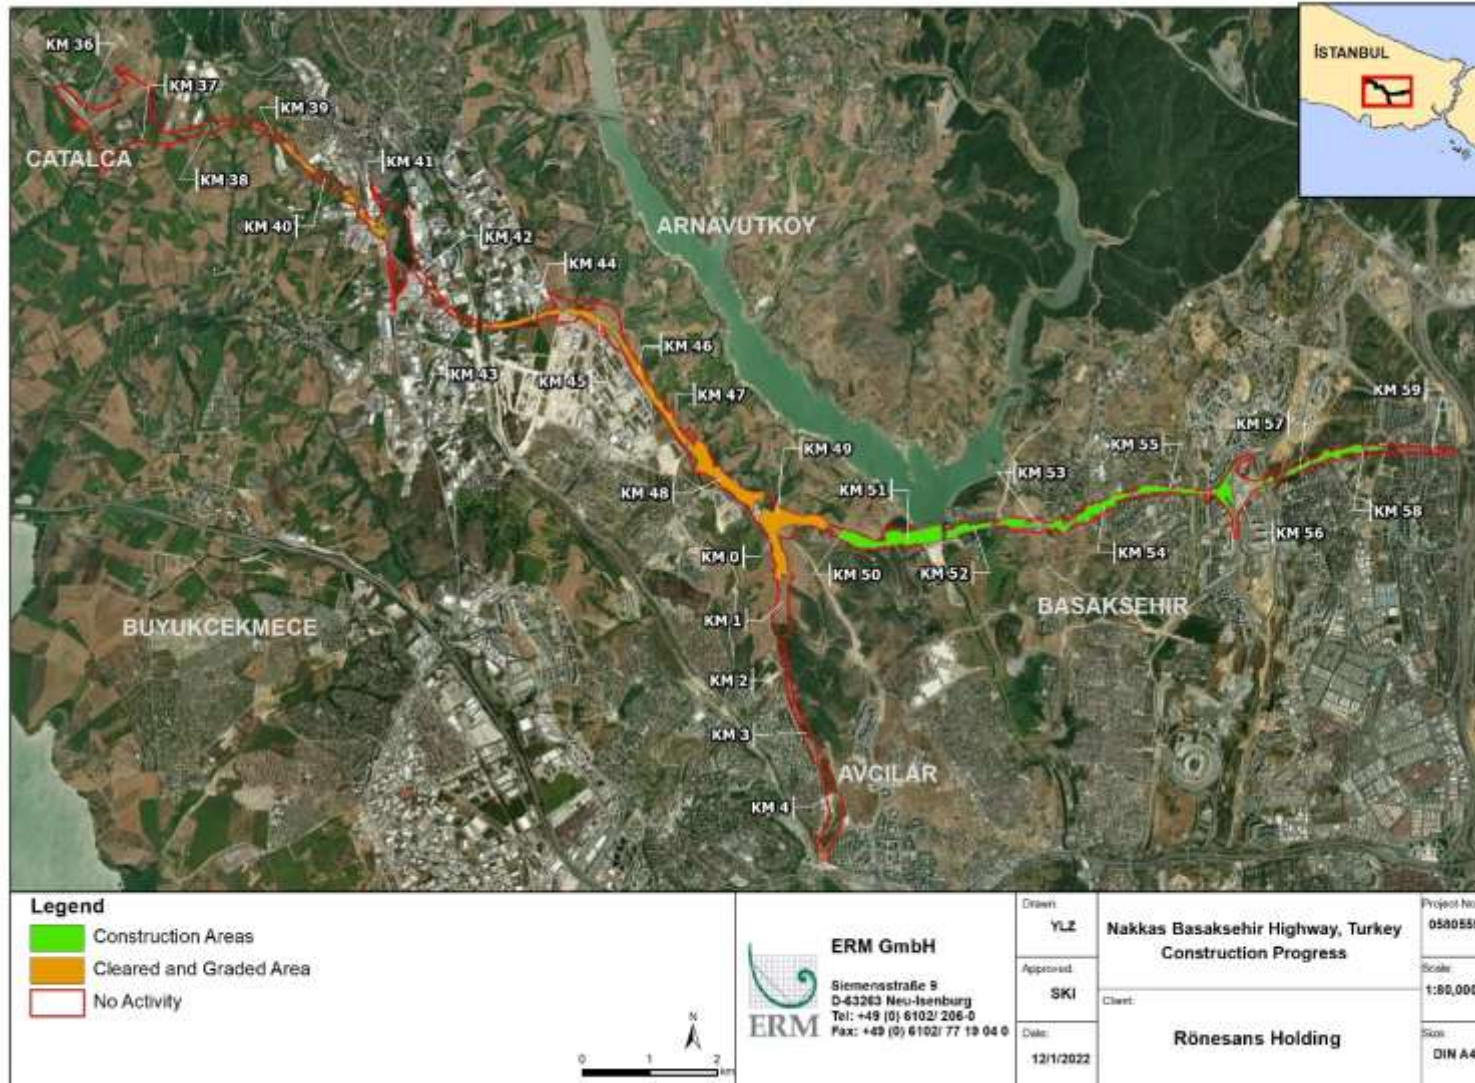 İSTANBUL
KM 36
KM 37
KM 39
CATALCA
KM 38
KM 41
KM 40
KM 42
ARNAVUTKOY
KM 44
KM 46
KM 43
KM 45
KM 47
KM 59
KM 57
KM 55
KM 49
KM 53
KM 51
KM 48
KM 58
KM 56
KM 54
KM 0
KM 50
KM 52
BASAKSEHIR
KM 1
BUYUKCEKMECE
KM 2
KM 3
AVCILAR
KM 4
Legend
Construction Areas
Cleared and Graded Area
No Activity
N
0 1 2
km
ERM
ERM GmbH
Siemensstraße 9
D-63263 Neu-Isenburg
Tel: +49 (0) 6102/ 206-0
Fax: +49 (0) 6102/ 77 19 04 0
Drawn:
YLZ
Approved:
SKI
Date:
12/1/2022
Nakkas Basaksehir Highway, Turkey
Construction Progress
Client:
Rönesans Holding
Project No
Scale:
Size:
DIN A4